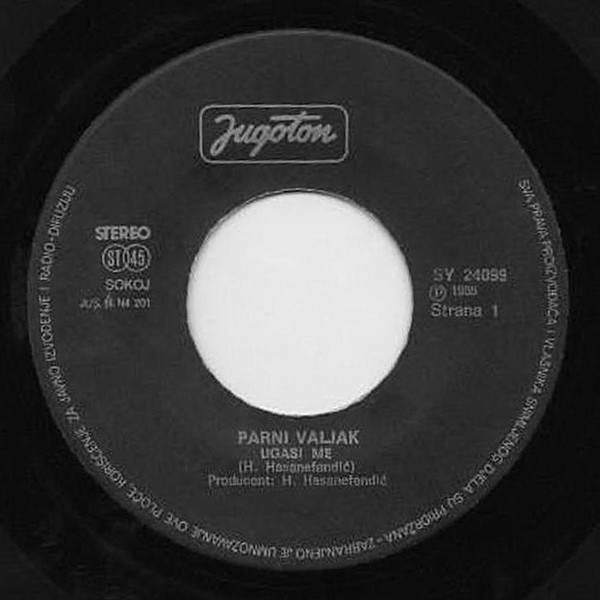 Jugoton
STEREO
ST 45
SOKOJ
JUS. N. N4 201
SY 24099
Ⓟ 1985
Strana 1
PARNI VALJAK
UGASI ME
(H. Hasanefendić)
Producent: H. Hasanefendić
SVA PRAVA PROIZVOĐAČA I VLASNIKA SNIMLJENOG DJELA SU PRIDRŽANA - ZABRANJENO JE UMNOŽAVANJE OVE PLOČE, KORIŠĆENJE ZA JAVNO IZVOĐENJE I RADIO-DIFUZIJU